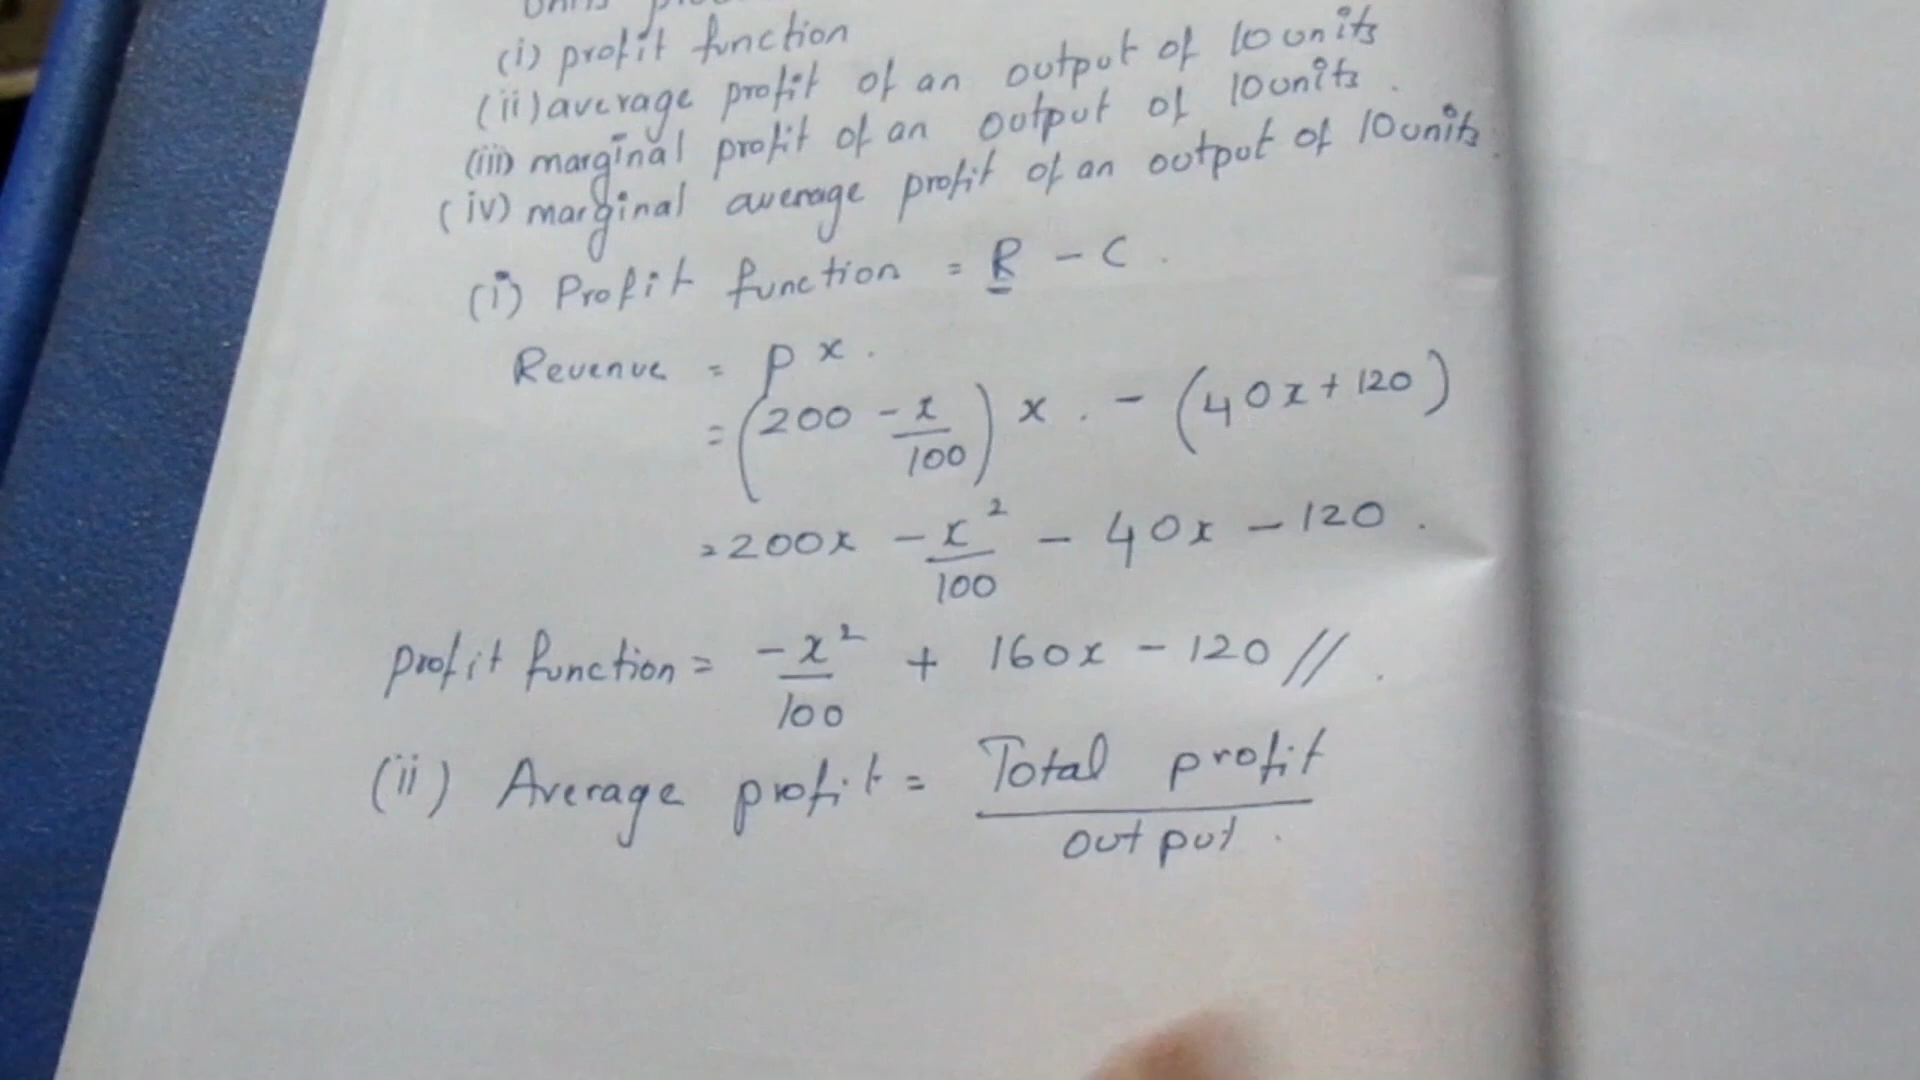 (i) profit function
(ii) average profit of an output of 10 units
(iii) marginal profit of an output of 10 units.
(iv) marginal average profit of an output of 10 units.
(i) Profit function = R - C.
Revenue = px.
= (200 - x/100) x. - (40x + 120)
= 200x - x²/100 - 40x - 120.
profit function = -x²/100 + 160x - 120 //.
(ii) Average profit = Total profit / output.